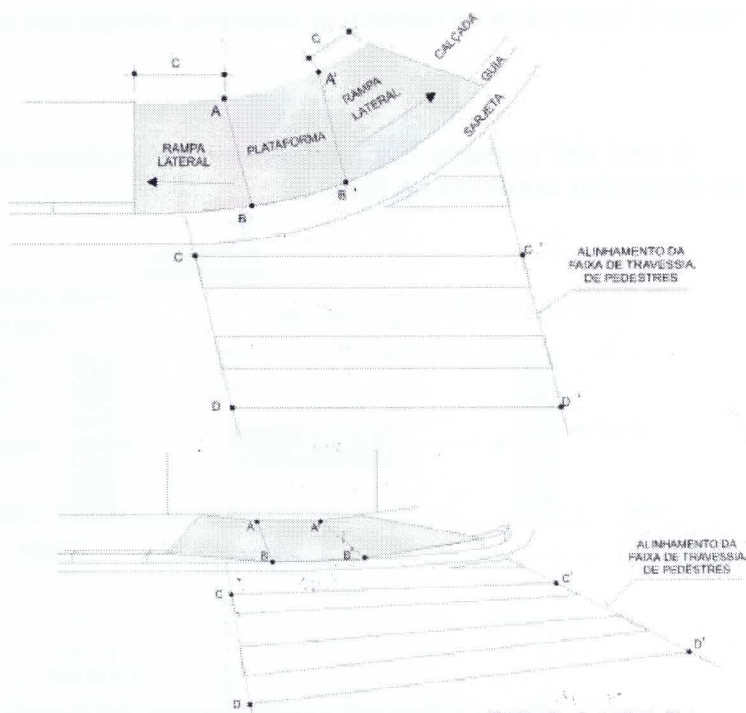 C
C
A
A'
CALÇADA
GUIA
SARJETA
RAMPA
LATERAL
PLATAFORMA
RAMPA
LATERAL
B
B'
C
C'
ALINHAMENTO DA
FAIXA DE TRAVESSIA
DE PEDESTRES
D
D'
A
A'
B
B'
ALINHAMENTO DA
FAIXA DE TRAVESSIA
DE PEDESTRES
C
C'
D'
D